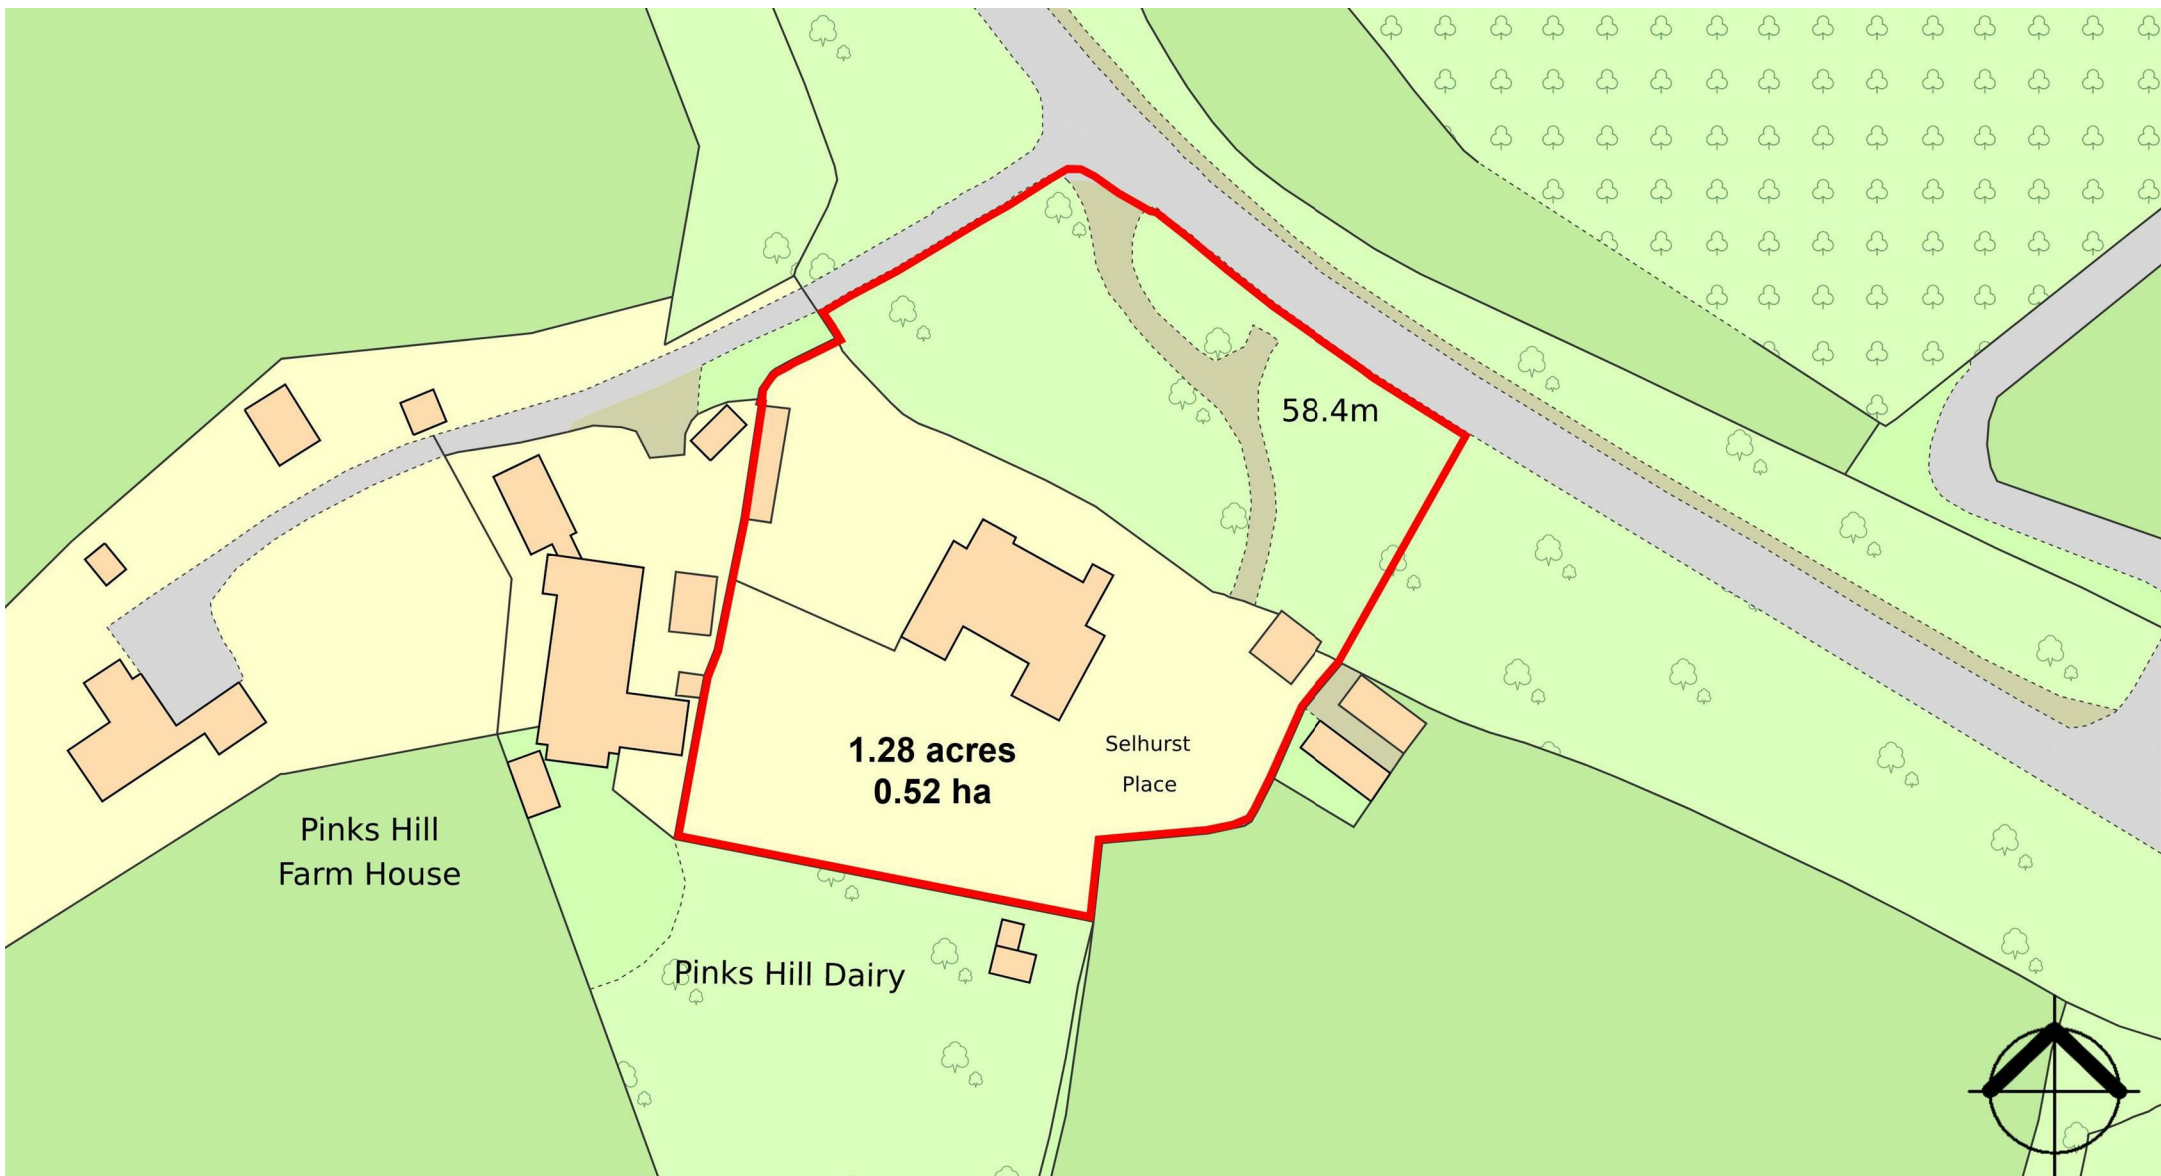 58.4m
1.28 acres
0.52 ha
Selhurst
Place
Pinks Hill
Farm House
Pinks Hill Dairy